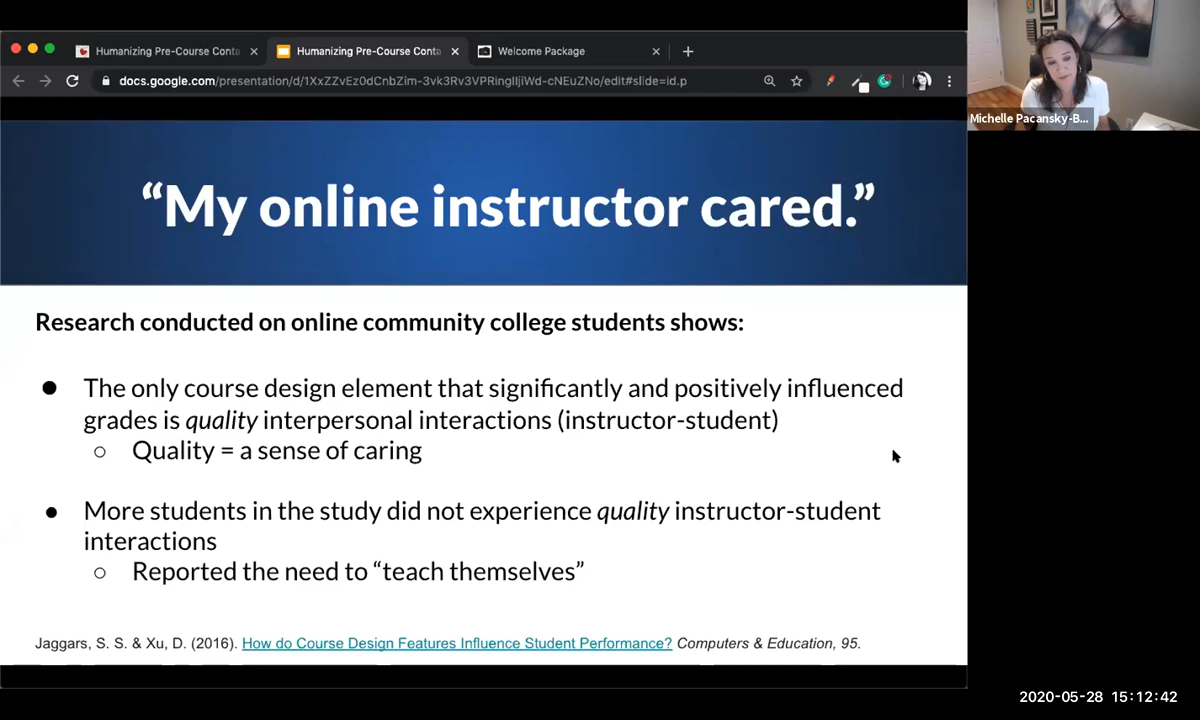 Humanizing Pre-Course Conta
Humanizing Pre-Course Conta
Welcome Package
docs.google.com/presentation/d/1XxZZvEz0dCnbZim-3vk3Rv3VPRingIIjiWd-cNEuZNo/edit#slide=id.p
Michelle Pacansky-B...
“My online instructor cared.”
Research conducted on online community college students shows:
● The only course design element that significantly and positively influenced
grades is quality interpersonal interactions (instructor-student)
○ Quality = a sense of caring
● More students in the study did not experience quality instructor-student
interactions
○ Reported the need to “teach themselves”
Jaggars, S. S. & Xu, D. (2016). How do Course Design Features Influence Student Performance? Computers & Education, 95.
2020-05-28 15:12:42